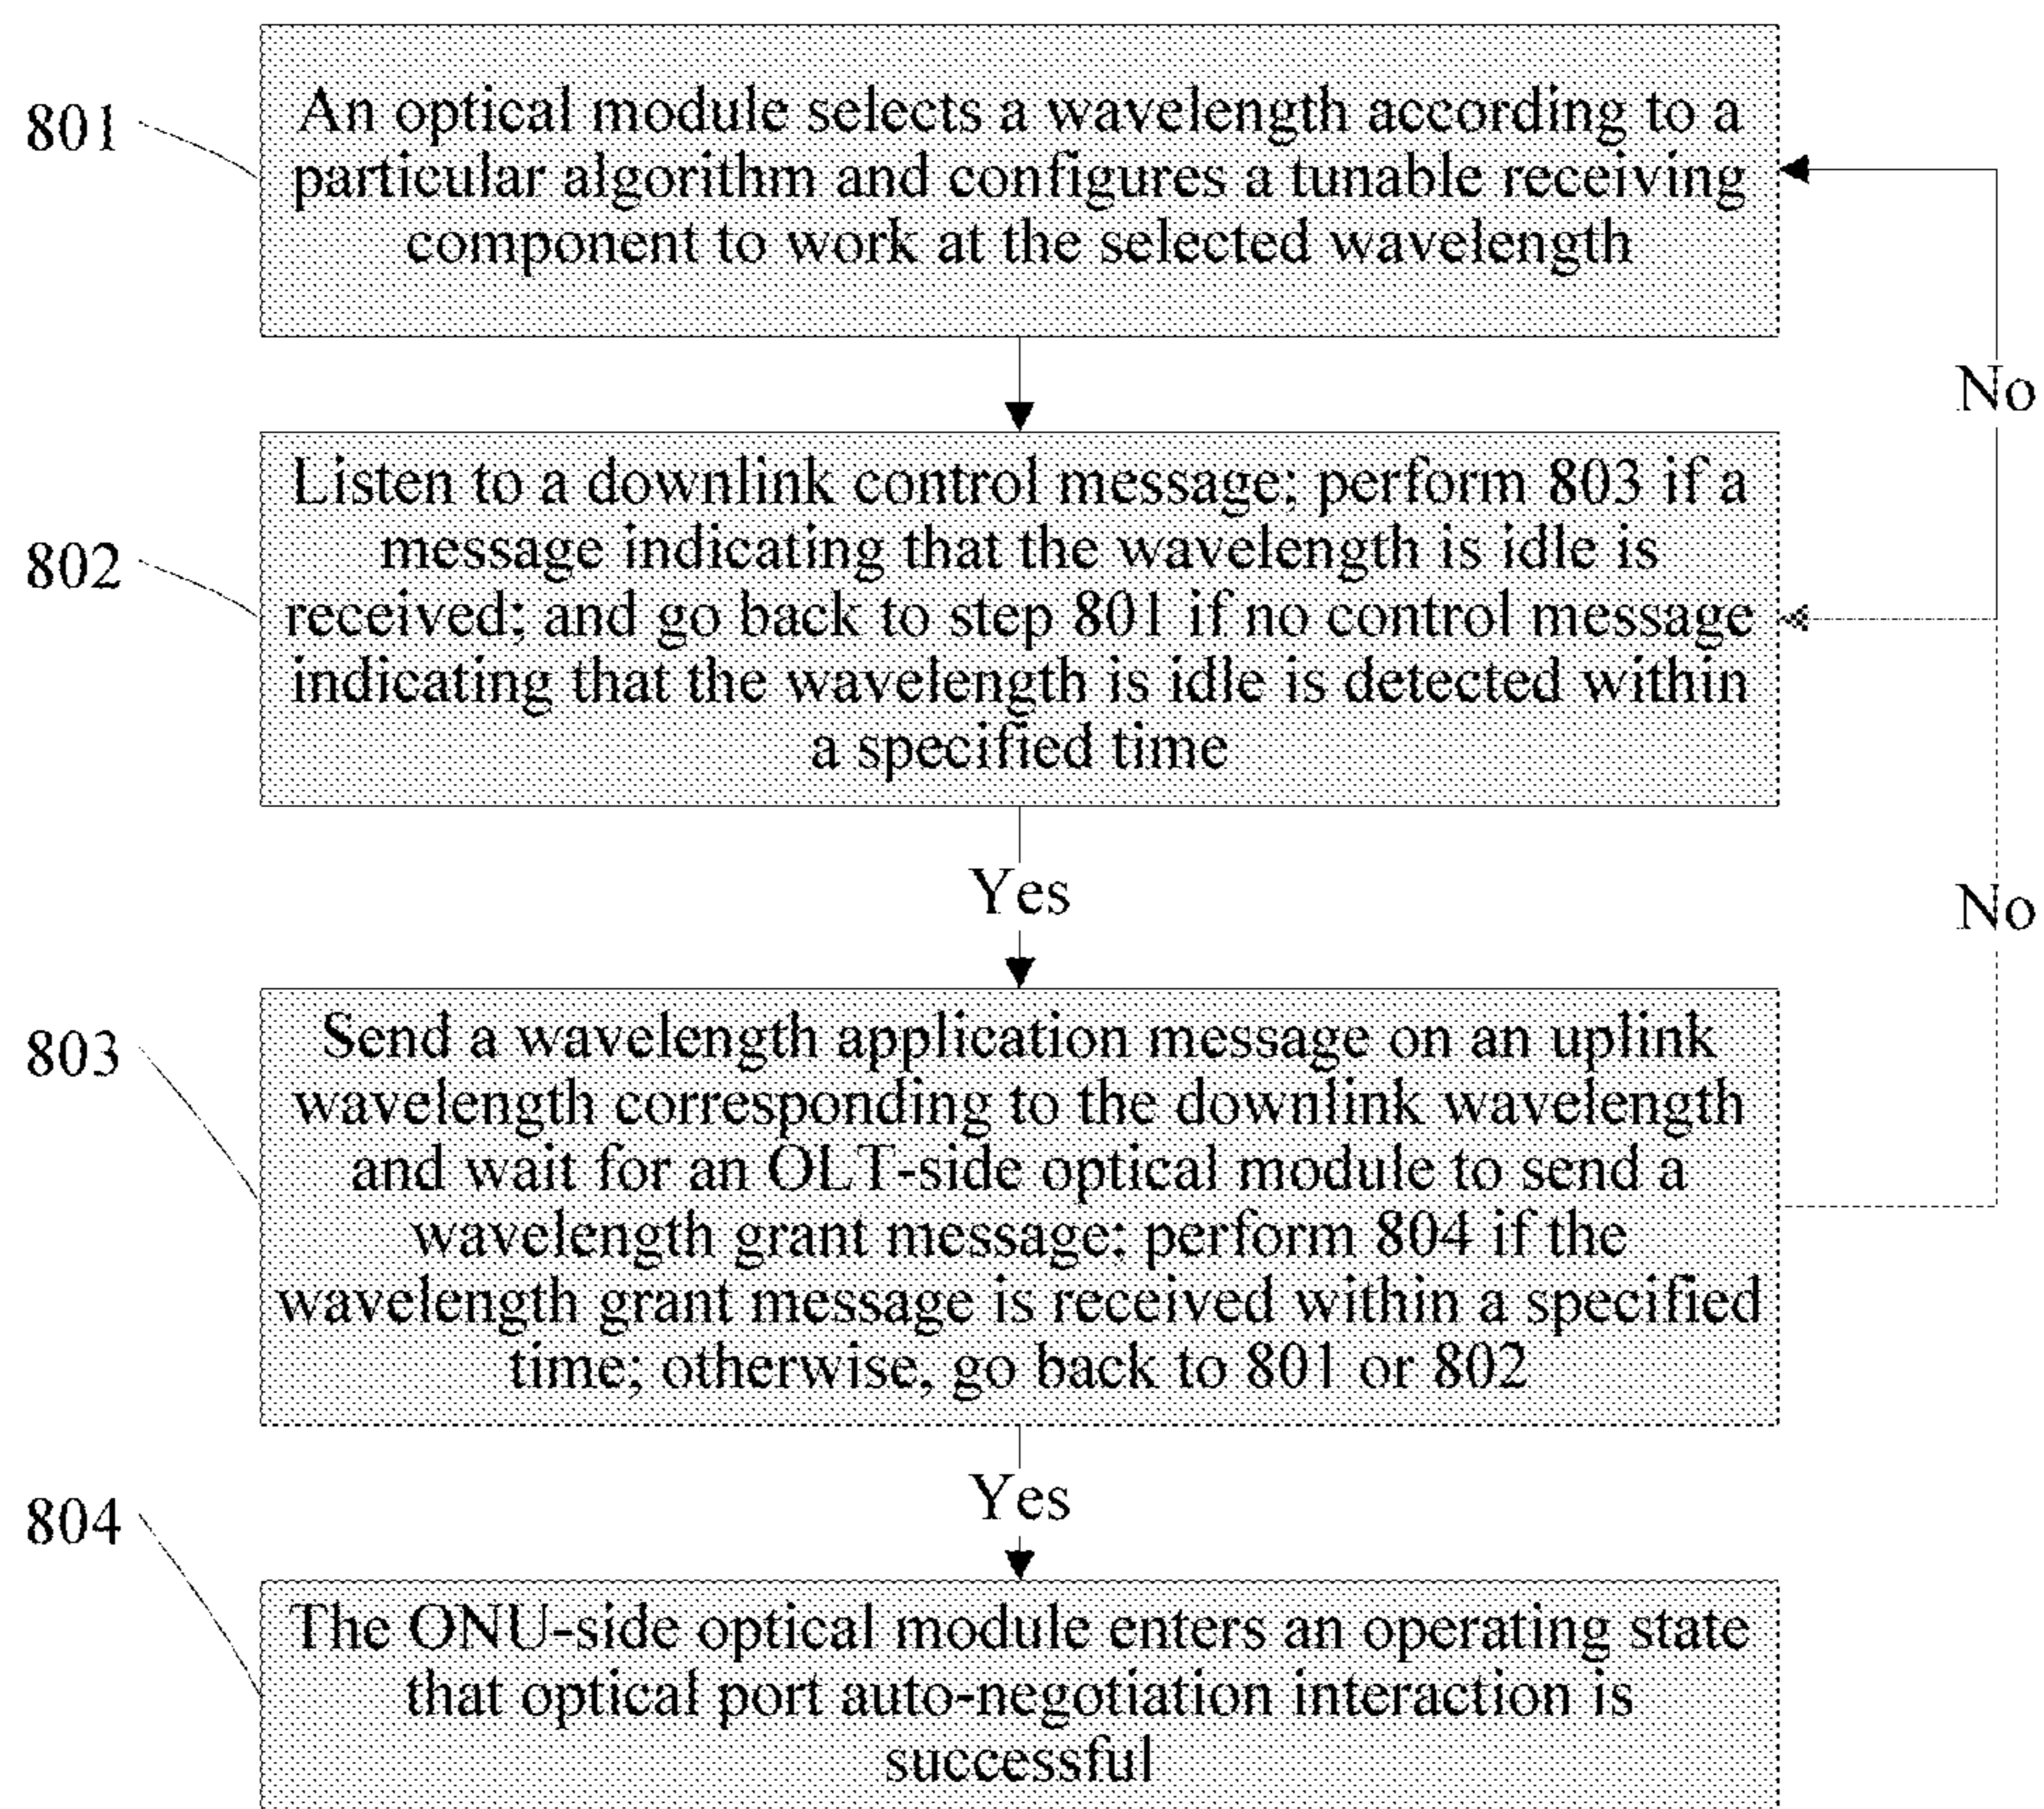 801
An optical module selects a wavelength according to a
particular algorithm and configures a tunable receiving
component to work at the selected wavelength
No
802
Listen to a downlink control message; perform 803 if a
message indicating that the wavelength is idle is
received; and go back to step 801 if no control message
indicating that the wavelength is idle is detected within
a specified time
Yes
No
803
Send a wavelength application message on an uplink
wavelength corresponding to the downlink wavelength
and wait for an OLT-side optical module to send a
wavelength grant message; perform 804 if the
wavelength grant message is received within a specified
time; otherwise, go back to 801 or 802
Yes
804
The ONU-side optical module enters an operating state
that optical port auto-negotiation interaction is
successful